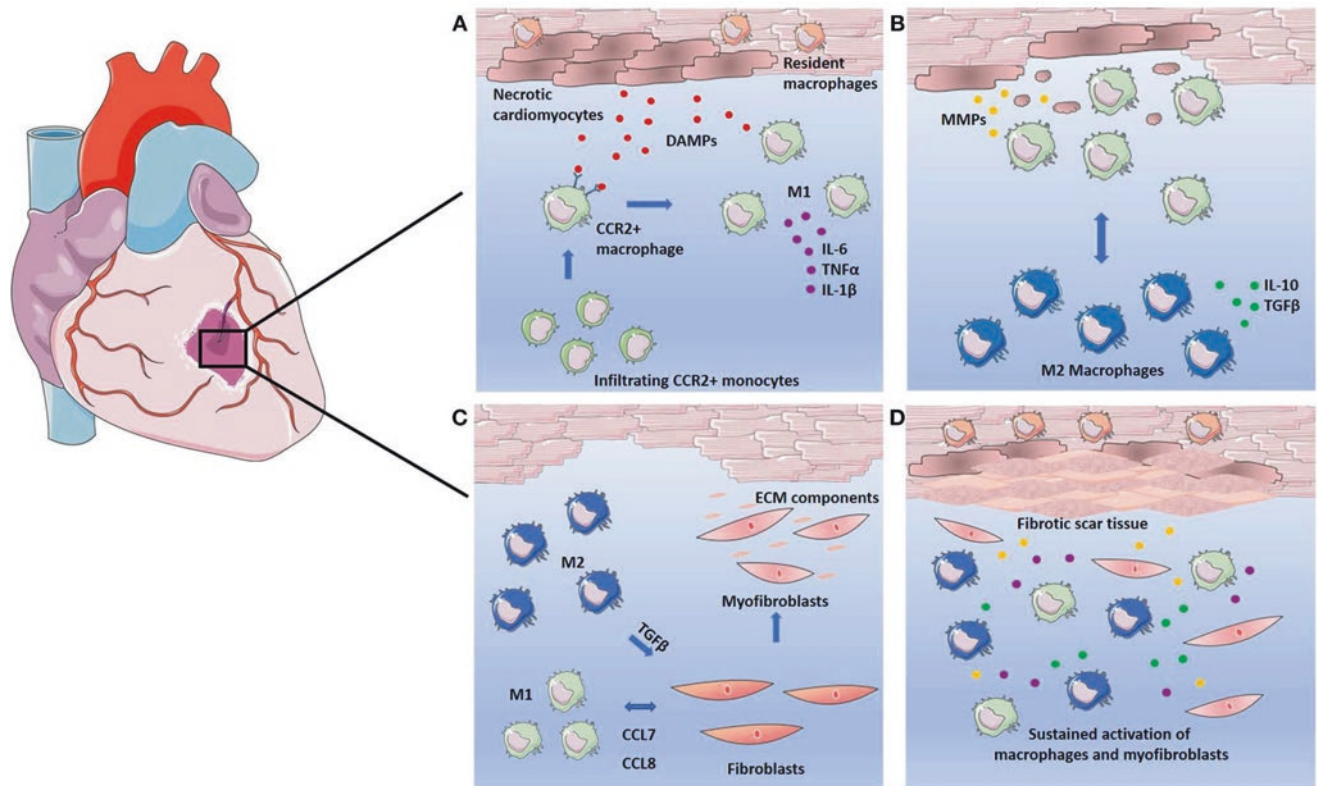 A
Resident
macrophages
Necrotic
cardiomyocytes
DAMPs
M1
CCR2+
macrophage
IL-6
TNFα
IL-1β
Infiltrating CCR2+ monocytes
B
MMPs
IL-10
TGFβ
M2 Macrophages
C
ECM components
M2
Myofibroblasts
TGFβ
M1
CCL7
CCL8
Fibroblasts
D
Fibrotic scar tissue
Sustained activation of
macrophages and myofibroblasts